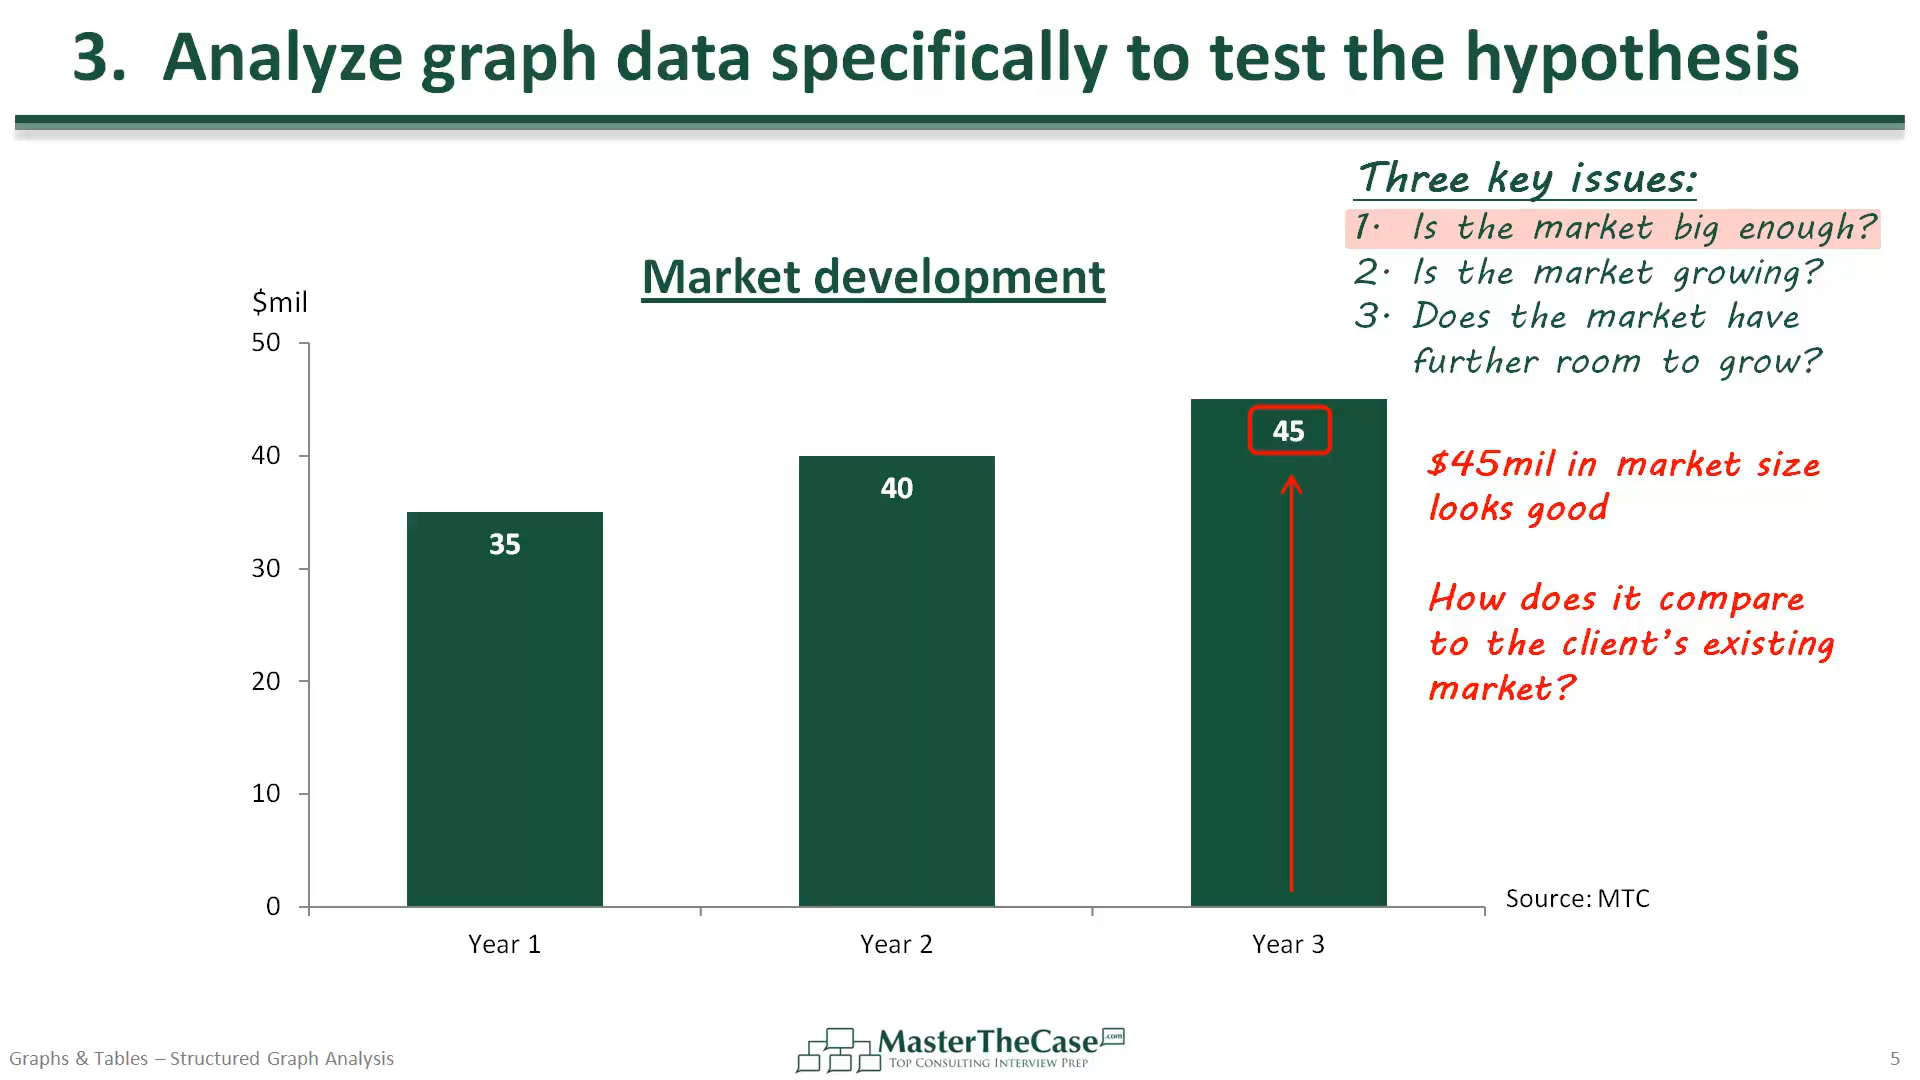 3. Analyze graph data specifically to test the hypothesis
Three key issues:
1. Is the market big enough?
2. Is the market growing?
3. Does the market have
further room to grow?
Market development
$mil
50
40
30
20
10
0
35
40
45
Year 1
Year 2
Year 3
$45mil in market size
looks good
How does it compare
to the client's existing
market?
Source: MTC
Graphs & Tables – Structured Graph Analysis
MasterTheCase.com
TOP CONSULTING INTERVIEW PREP
5